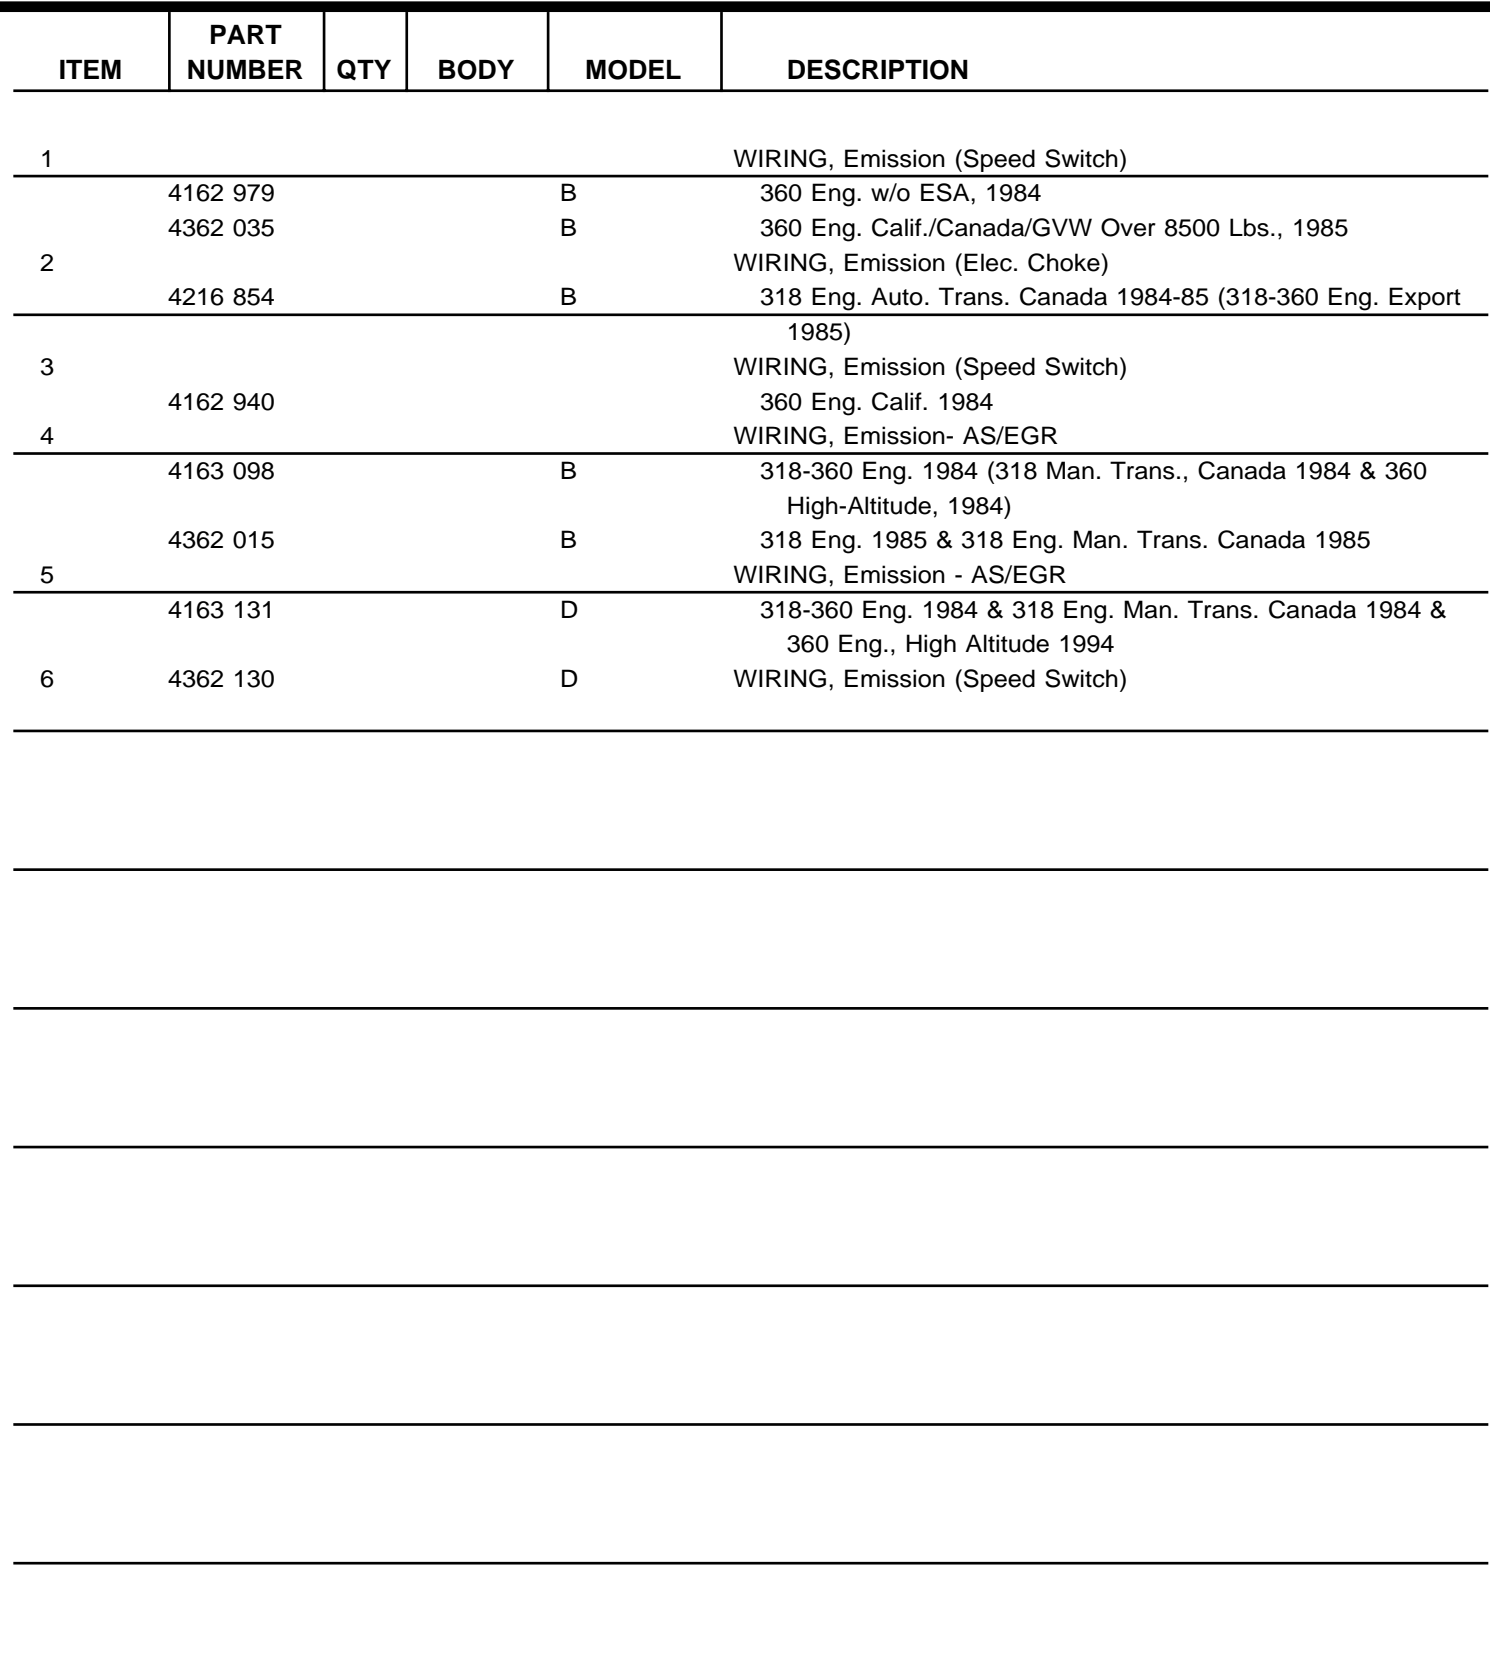 PART
ITEM NUMBER QTY BODY MODEL DESCRIPTION
1 WIRING, Emission (Speed Switch)
4162 979 B 360 Eng. w/o ESA, 1984
4362 035 B 360 Eng. Calif./Canada/GVW Over 8500 Lbs., 1985
2 WIRING, Emission (Elec. Choke)
4216 854 B 318 Eng. Auto. Trans. Canada 1984-85 (318-360 Eng. Export
1985)
3 WIRING, Emission (Speed Switch)
4162 940 360 Eng. Calif. 1984
4 WIRING, Emission- AS/EGR
4163 098 B 318-360 Eng. 1984 (318 Man. Trans., Canada 1984 & 360
High-Altitude, 1984)
4362 015 B 318 Eng. 1985 & 318 Eng. Man. Trans. Canada 1985
5 WIRING, Emission - AS/EGR
4163 131 D 318-360 Eng. 1984 & 318 Eng. Man. Trans. Canada 1984 &
360 Eng., High Altitude 1994
6 4362 130 D WIRING, Emission (Speed Switch)